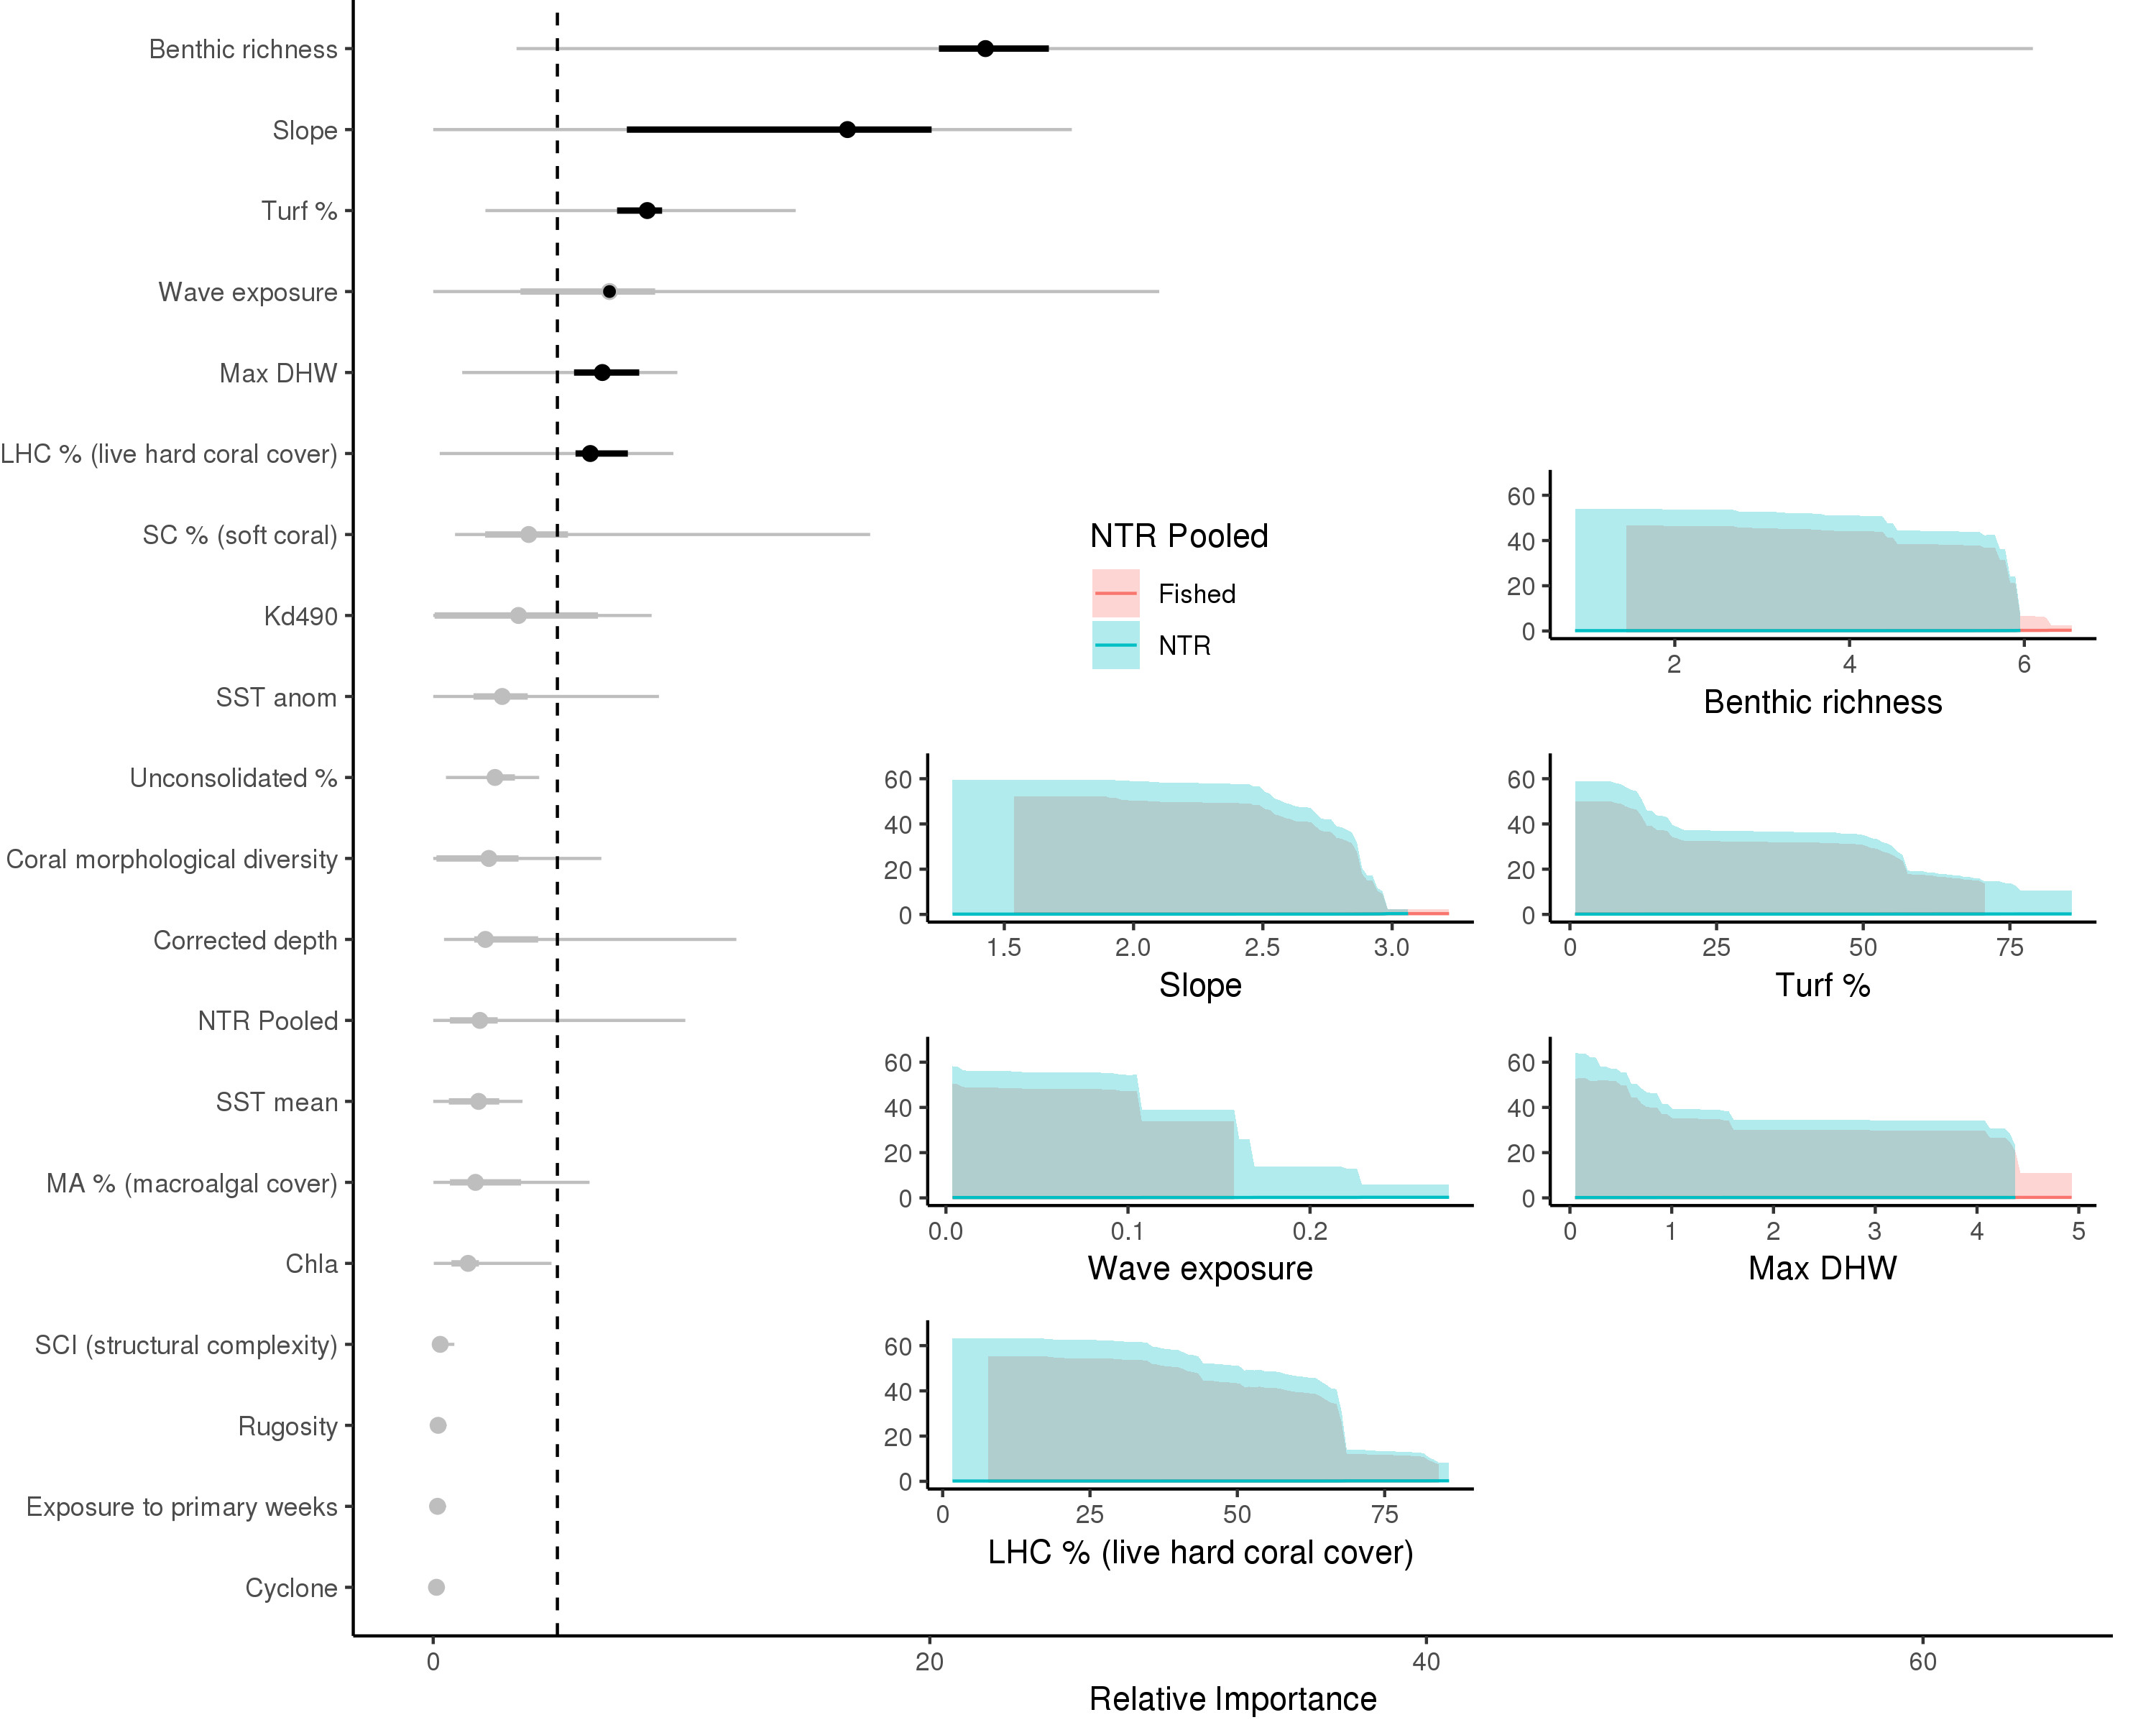 Benthic richness
Slope
Turf %
Wave exposure
Max DHW
LHC % (live hard coral cover)
SC % (soft coral)
Kd490
SST anom
Unconsolidated %
Coral morphological diversity
Corrected depth
NTR Pooled
SST mean
MA % (macroalgal cover)
Chla
SCI (structural complexity)
Rugosity
Exposure to primary weeks
Cyclone
0 20 40 60
Relative Importance
NTR Pooled
Fished
NTR
60
40
20
0
2 4 6
Benthic richness
60
40
20
0
1.5 2.0 2.5 3.0
Slope
60
40
20
0
0 25 50 75
Turf %
60
40
20
0
0.0 0.1 0.2
Wave exposure
60
40
20
0
0 1 2 3 4 5
Max DHW
60
40
20
0
0 25 50 75
LHC % (live hard coral cover)